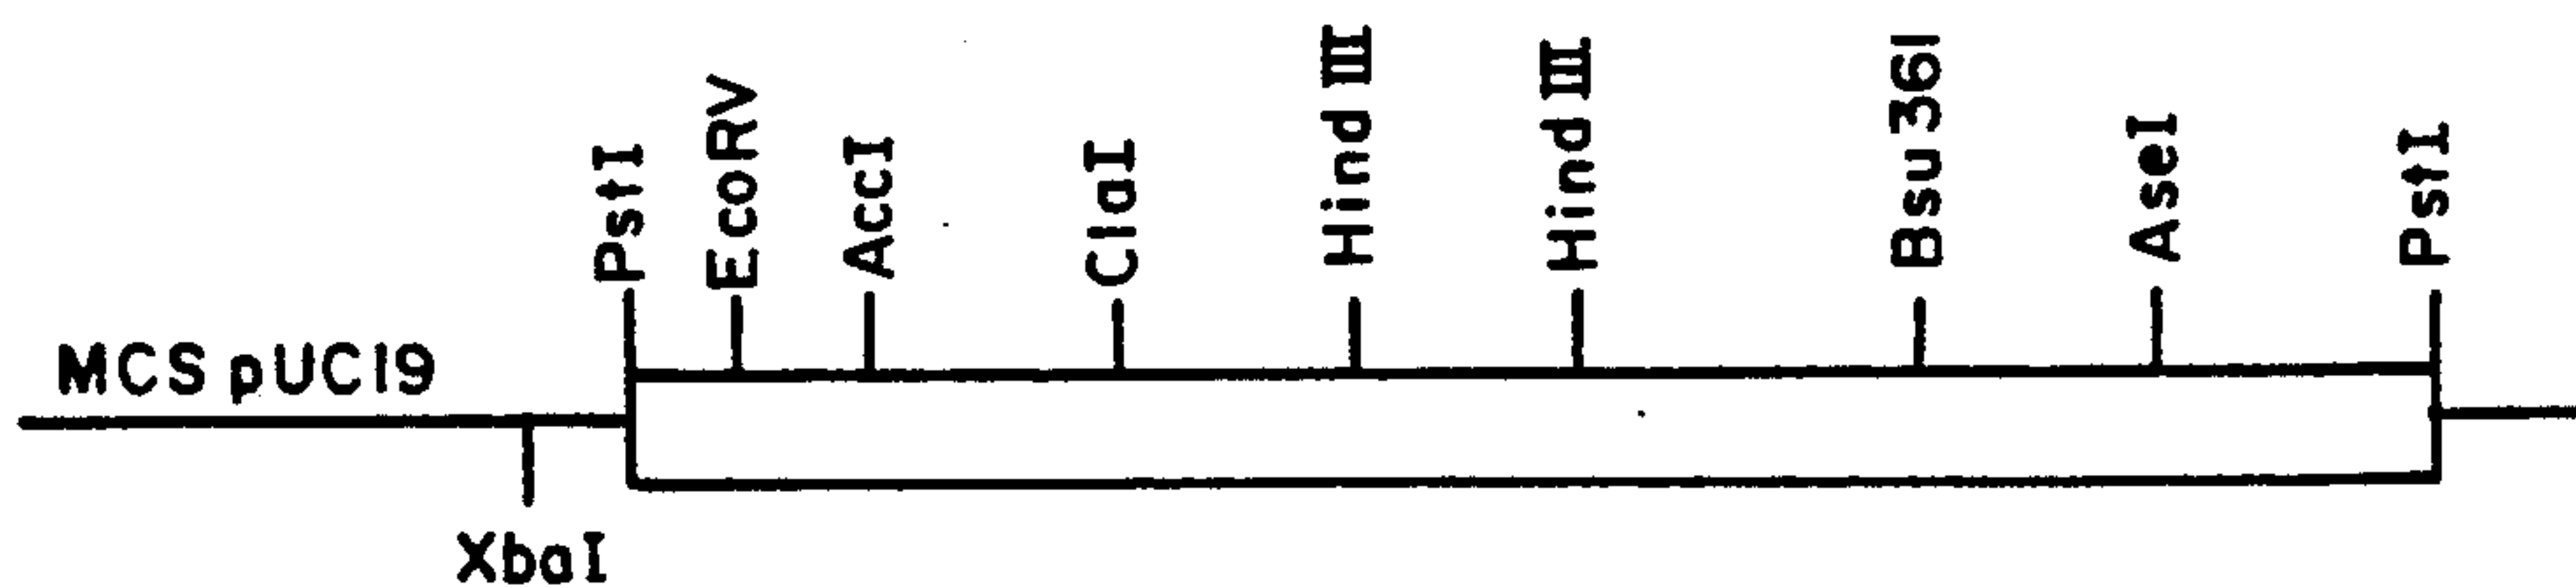 PstI
EcoRV
AccI
ClaI
Hind III
Hind III
Bsu36I
AseI
PstI
MCS pUC19
XbaI